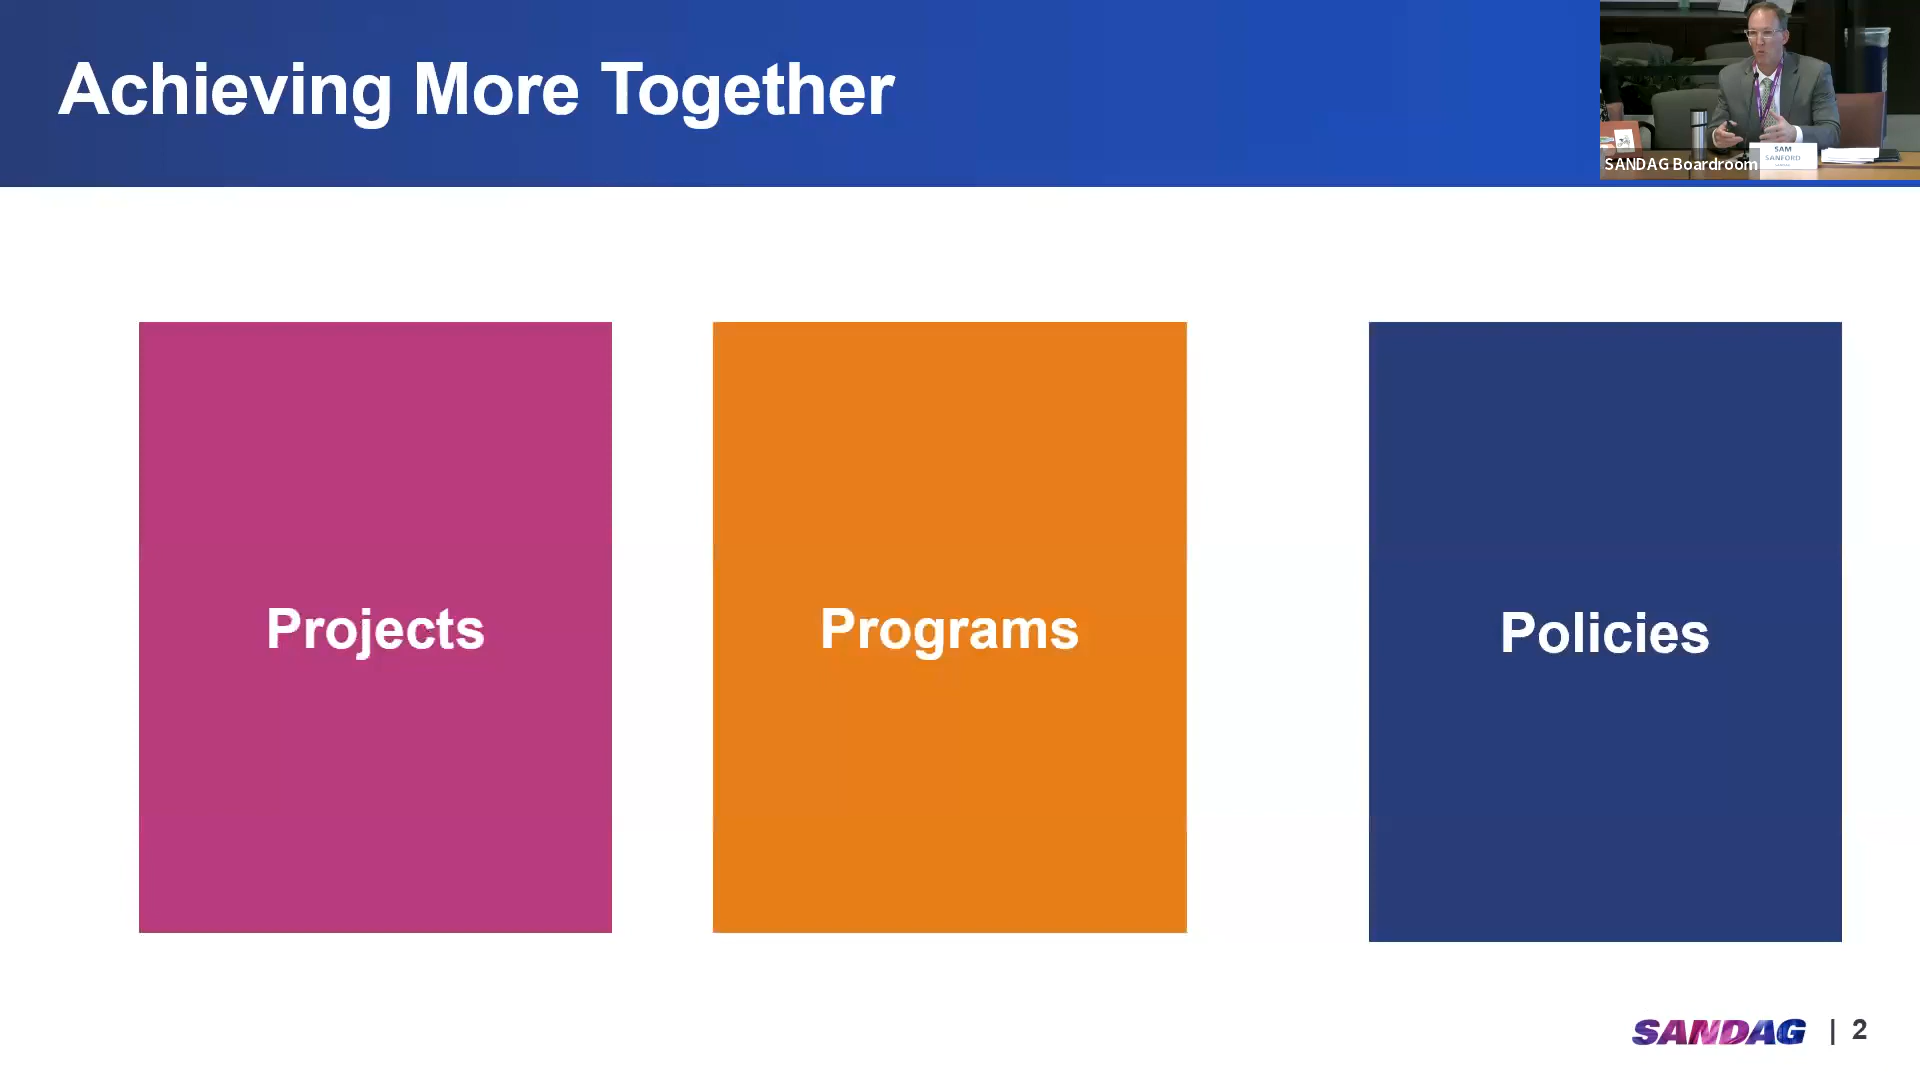 Achieving More Together
SAM
SANFORD
SANDAG Boardroom
Projects
Programs
Policies
SANDAG | 2